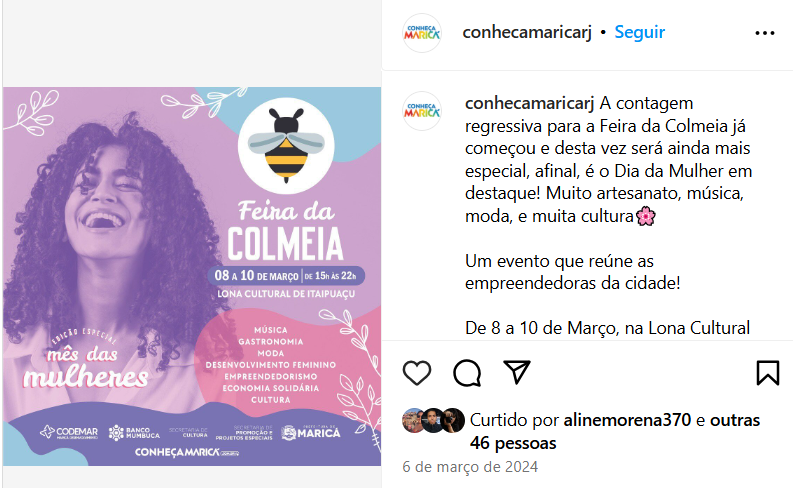 Feira da
COLMEIA
08 A 10 DE MARÇO | DE 15h ÀS 22h
LONA CULTURAL DE ITAIPUAÇU
EDIÇÃO ESPECIAL
mês das
mulheres
MÚSICA
GASTRONOMIA
MODA
DESENVOLVIMENTO FEMININO
EMPREENDEDORISMO
ECONOMIA SOLIDÁRIA
CULTURA
CODEMAR
BANCO
MUMBUCA
SECRETARIA DE
CULTURA
SECRETARIA DE
PROMOÇÃO E
PROJETOS ESPECIAIS
PREFEITURA DE
MARICÁ
CONHEÇA MARICÁ
CONHEÇA
MARICÁ
conhecamaricarj • Seguir
CONHEÇA
MARICÁ
conhecamaricarj A contagem
regressiva para a Feira da Colmeia já
começou e desta vez será ainda mais
especial, afinal, é o Dia da Mulher em
destaque! Muito artesanato, música,
moda, e muita cultura🌸
Um evento que reúne as
empreendedoras da cidade!
De 8 a 10 de Março, na Lona Cultural
Curtido por alinemorena370 e outras
46 pessoas
6 de março de 2024